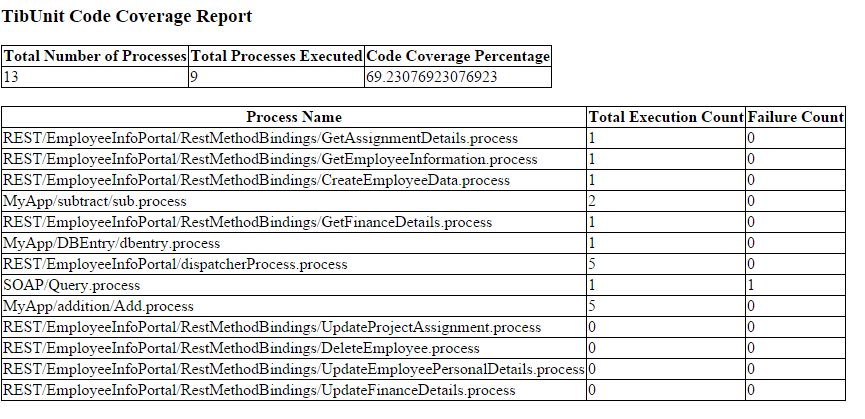 TibUnit Code Coverage Report
Total Number of Processes Total Processes Executed Code Coverage Percentage
13 9 69.23076923076923
Process Name Total Execution Count Failure Count
REST/EmployeeInfoPortal/RestMethodBindings/GetAssignmentDetails.process 1 0
REST/EmployeeInfoPortal/RestMethodBindings/GetEmployeeInformation.process 1 0
REST/EmployeeInfoPortal/RestMethodBindings/CreateEmployeeData.process 1 0
MyApp/subtract/sub.process 2 0
REST/EmployeeInfoPortal/RestMethodBindings/GetFinanceDetails.process 1 0
MyApp/DBEntry/dbentry.process 1 0
REST/EmployeeInfoPortal/dispatcherProcess.process 5 0
SOAP/Query.process 1 1
MyApp/addition/Add.process 5 0
REST/EmployeeInfoPortal/RestMethodBindings/UpdateProjectAssignment.process 0 0
REST/EmployeeInfoPortal/RestMethodBindings/DeleteEmployee.process 0 0
REST/EmployeeInfoPortal/RestMethodBindings/UpdateEmployeePersonalDetails.process 0 0
REST/EmployeeInfoPortal/RestMethodBindings/UpdateFinanceDetails.process 0 0